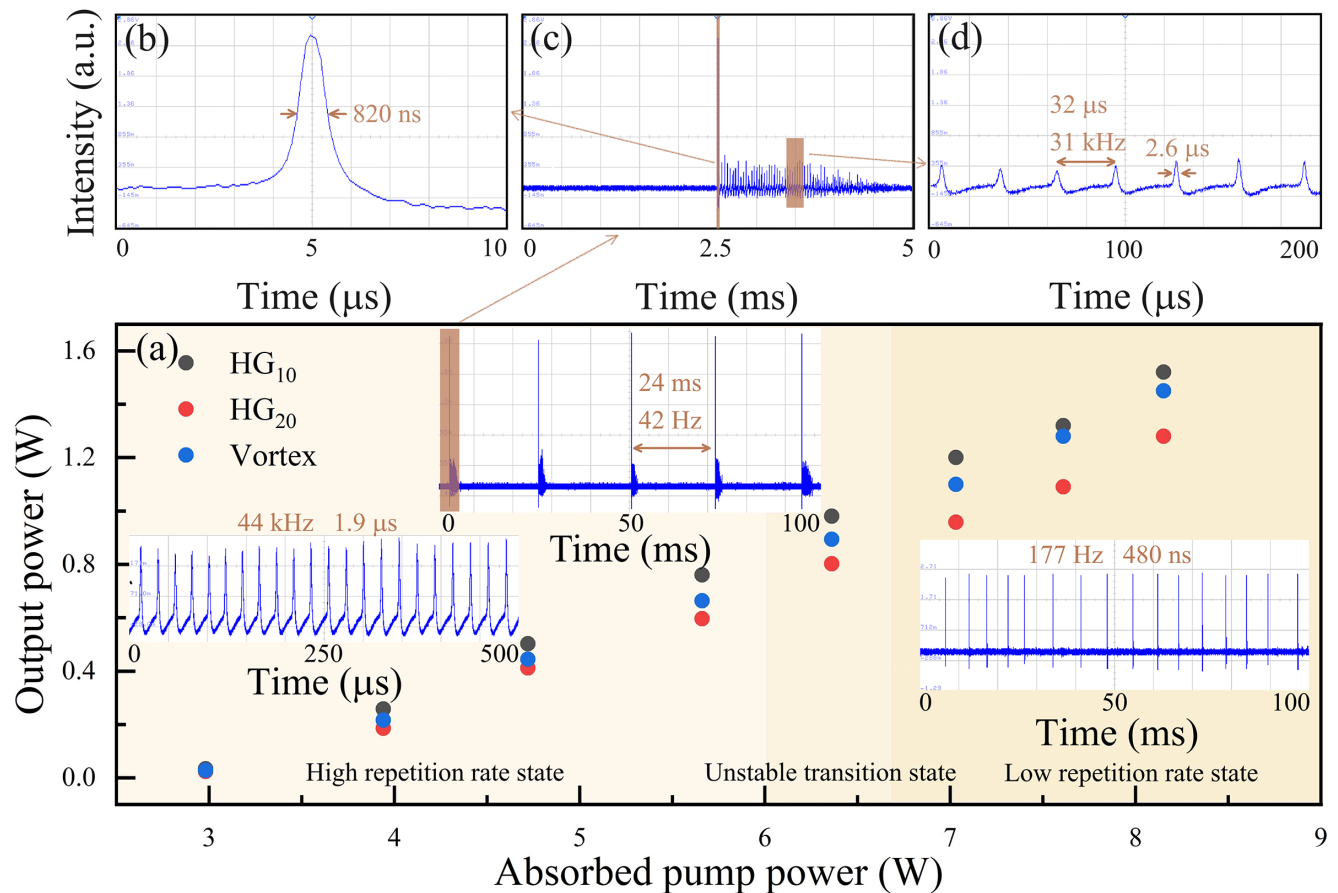 Intensity (a.u.)
(b)
820 ns
0 5 10
Time (μs)
(c)
0 2.5 5
Time (ms)
(d)
32 μs
31 kHz
2.6 μs
0 100 200
Time (μs)
(a)
HG10
HG20
Vortex
24 ms
42 Hz
0 50 100
Time (ms)
44 kHz 1.9 μs
0 250 500
Time (μs)
177 Hz 480 ns
0 50 100
Time (ms)
Output power (W)
1.6
1.2
0.8
0.4
0.0
High repetition rate state
Unstable transition state
Low repetition rate state
3 4 5 6 7 8 9
Absorbed pump power (W)